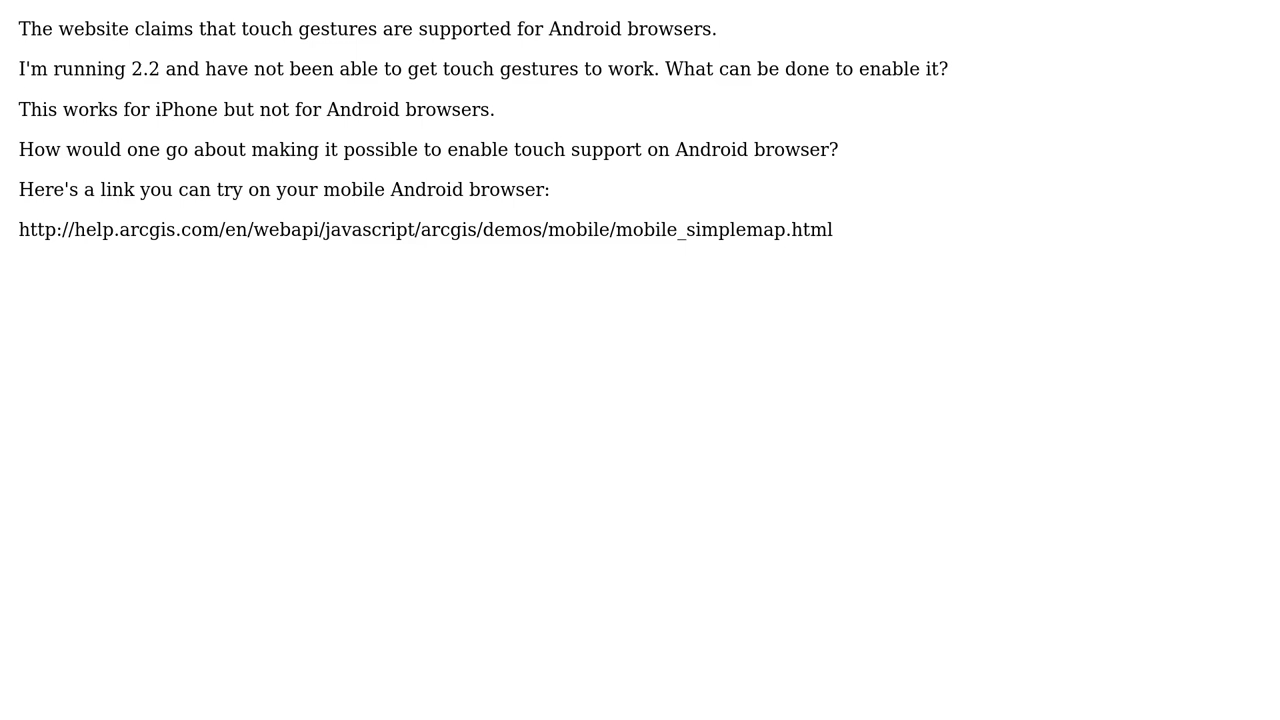 The website claims that touch gestures are supported for Android browsers.
I'm running 2.2 and have not been able to get touch gestures to work. What can be done to enable it?
This works for iPhone but not for Android browsers.
How would one go about making it possible to enable touch support on Android browser?
Here's a link you can try on your mobile Android browser:
http://help.arcgis.com/en/webapi/javascript/arcgis/demos/mobile/mobile_simplemap.html